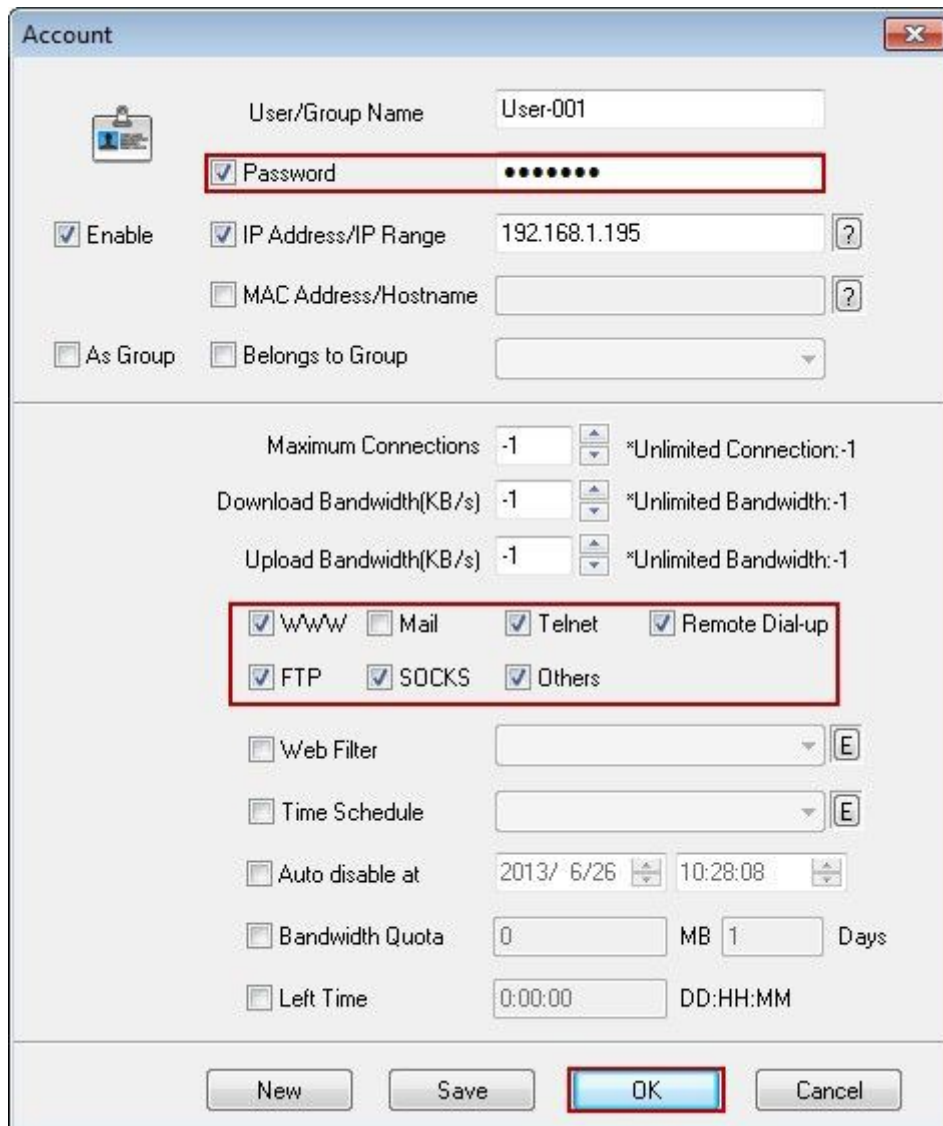 Account
User/Group Name User-001
Password •••••••
Enable IP Address/IP Range 192.168.1.195 ?
MAC Address/Hostname ?
As Group Belongs to Group
Maximum Connections -1 *Unlimited Connection:-1
Download Bandwidth(KB/s) -1 *Unlimited Bandwidth:-1
Upload Bandwidth(KB/s) -1 *Unlimited Bandwidth:-1
WWW Mail Telnet Remote Dial-up
FTP SOCKS Others
Web Filter E
Time Schedule E
Auto disable at 2013/ 6/26 10:28:08
Bandwidth Quota 0 MB 1 Days
Left Time 0:00:00 DD:HH:MM
New Save OK Cancel